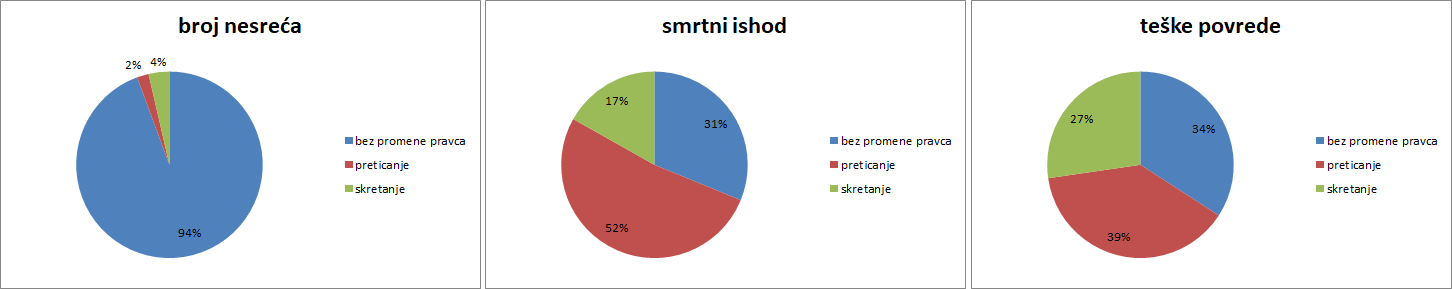 broj nesreća
2%
4%
94%
bez promene pravca
preticanje
skretanje
smrtni ishod
17%
31%
52%
bez promene pravca
preticanje
skretanje
teške povrede
27%
34%
39%
bez promene pravca
preticanje
skretanje